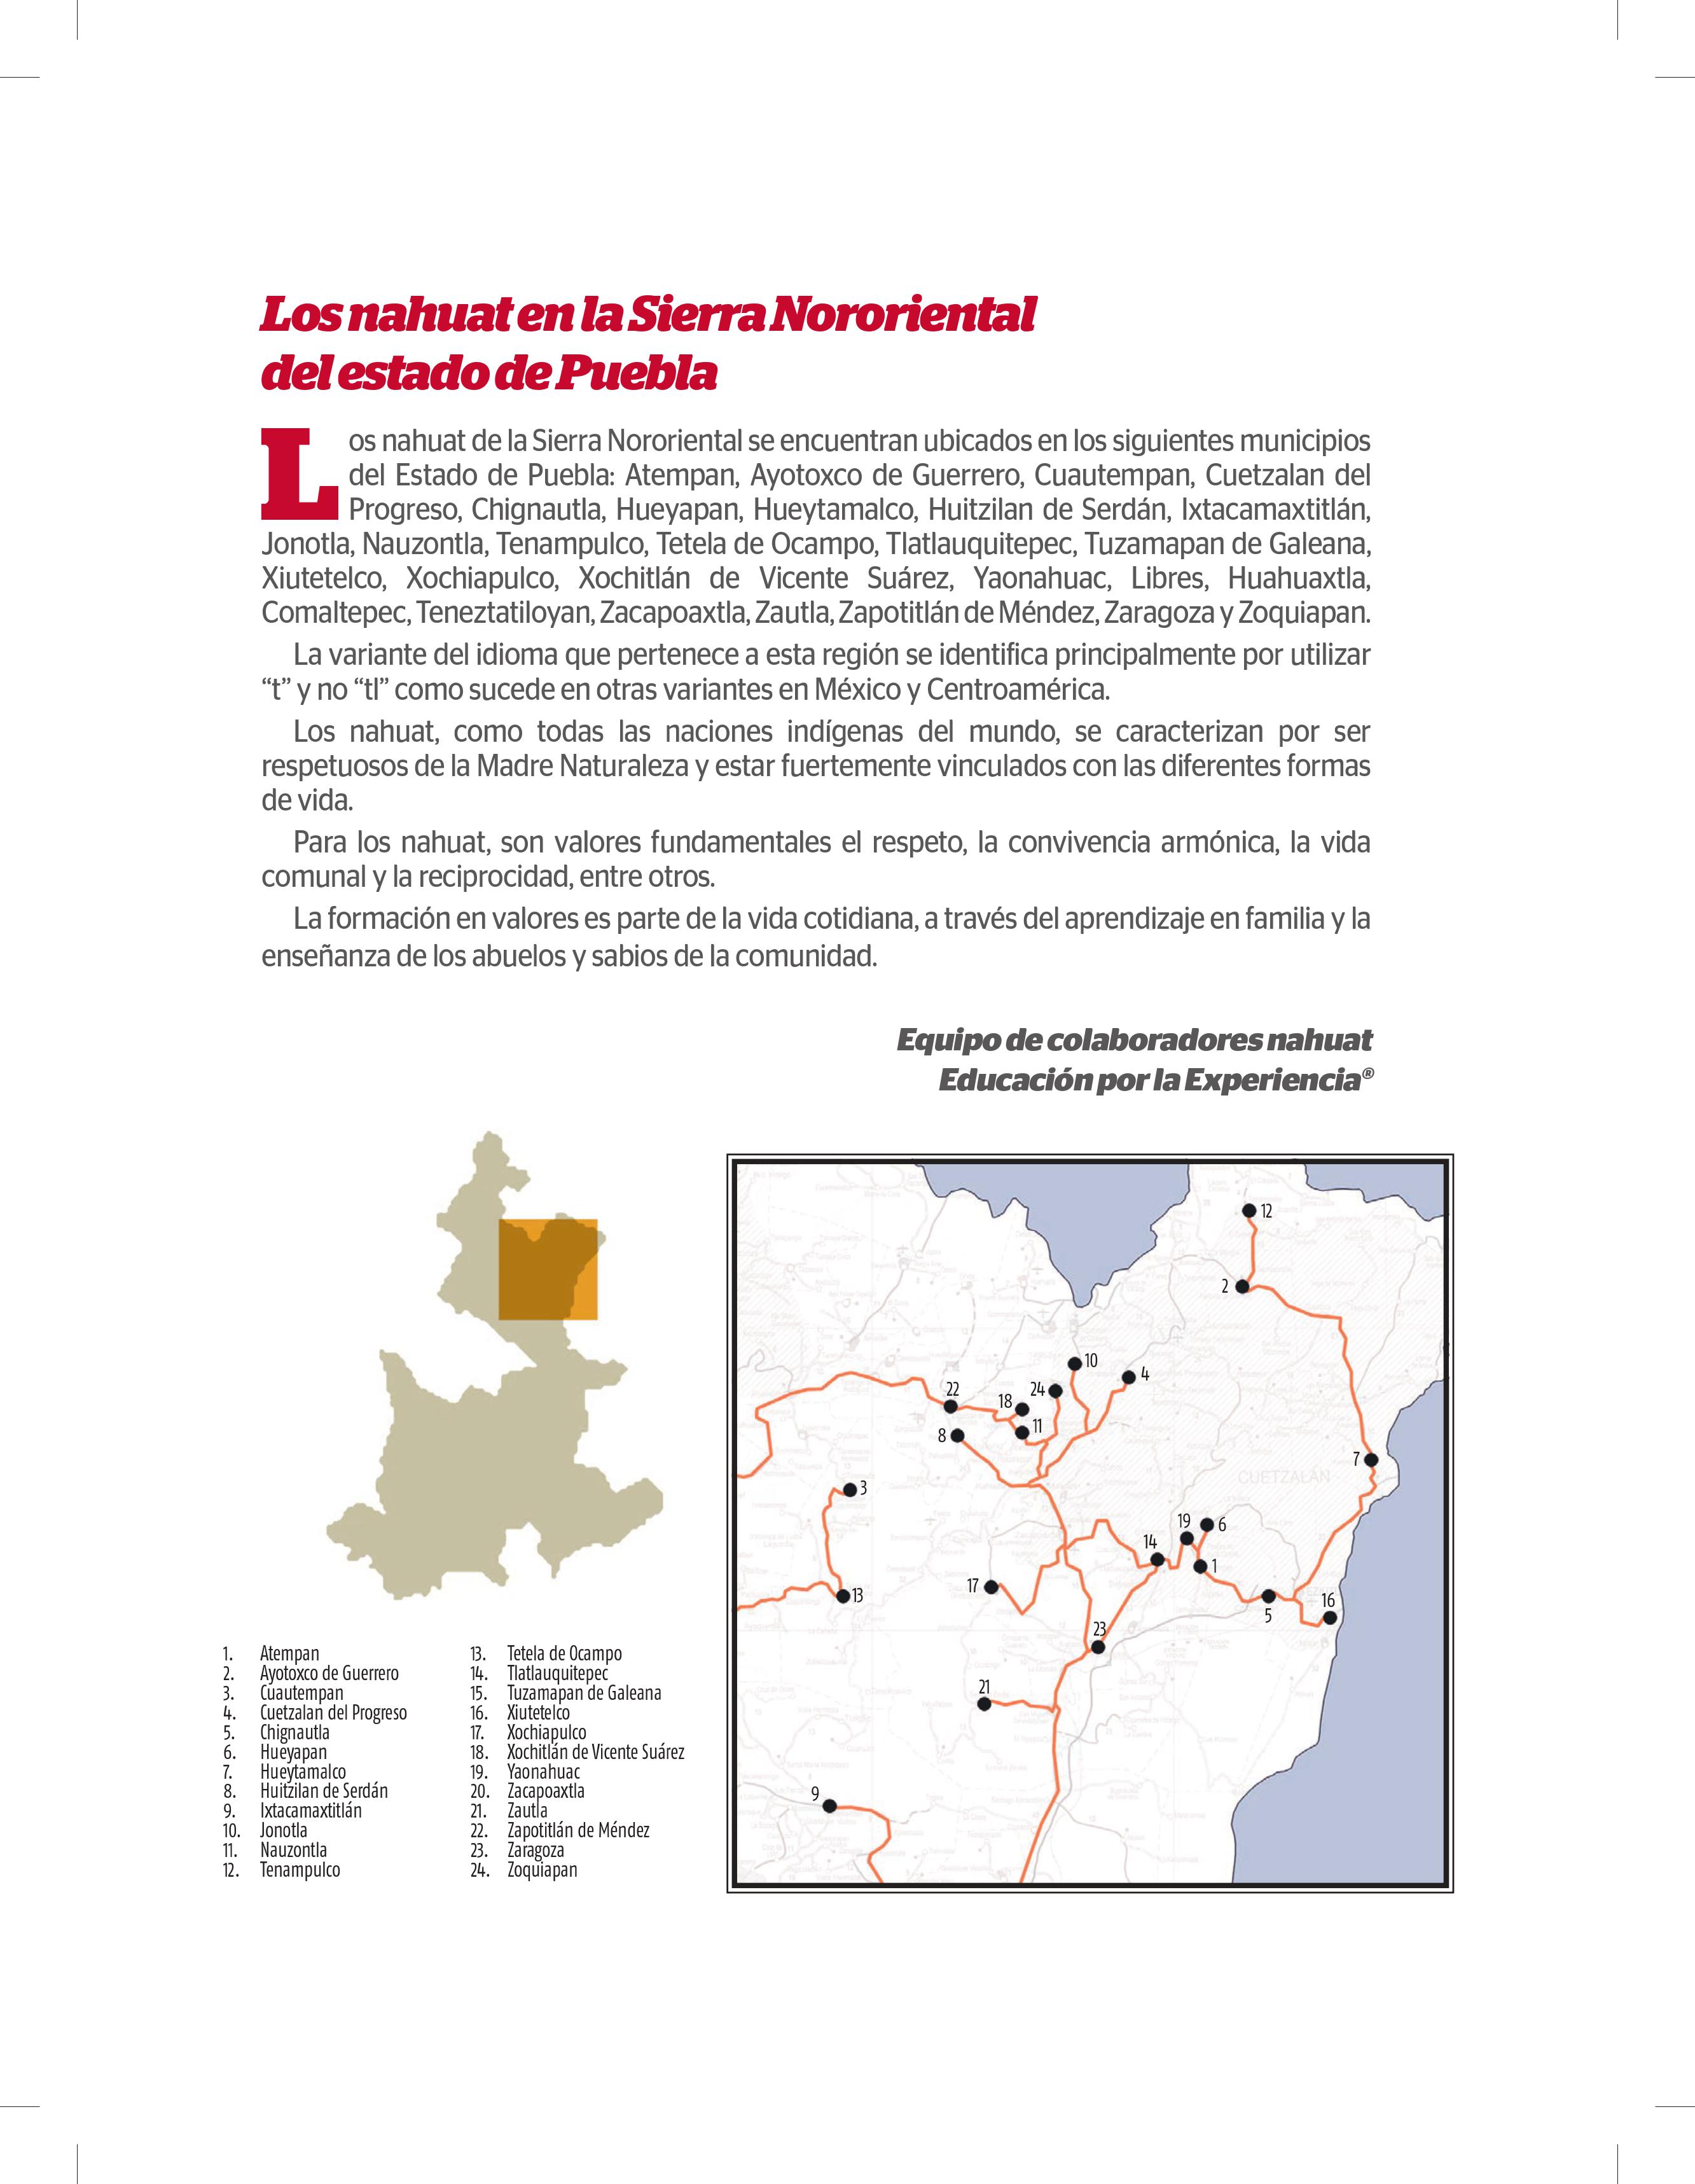 Los nahuat en la Sierra Nororiental
del estado de Puebla
Los nahuat de la Sierra Nororiental se encuentran ubicados en los siguientes municipios
del Estado de Puebla: Atempan, Ayotoxco de Guerrero, Cuautempan, Cuetzalan del
Progreso, Chignautla, Hueyapan, Hueytamalco, Huitzilan de Serdán, Ixtacamaxtitlán,
Jonotla, Nauzontla, Tenampulco, Tetela de Ocampo, Tlatlauquitepec, Tuzamapan de Galeana,
Xiutetelco, Xochiapulco, Xochitlán de Vicente Suárez, Yaonahuac, Libres, Huahuaxtla,
Comaltepec, Teneztatiloyan, Zacapoaxtla, Zautla, Zapotitlán de Méndez, Zaragoza y Zoquiapan.
La variante del idioma que pertenece a esta región se identifica principalmente por utilizar
“t” y no “tl” como sucede en otras variantes en México y Centroamérica.
Los nahuat, como todas las naciones indígenas del mundo, se caracterizan por ser
respetuosos de la Madre Naturaleza y estar fuertemente vinculados con las diferentes formas
de vida.
Para los nahuat, son valores fundamentales el respeto, la convivencia armónica, la vida
comunal y la reciprocidad, entre otros.
La formación en valores es parte de la vida cotidiana, a través del aprendizaje en familia y la
enseñanza de los abuelos y sabios de la comunidad.
Equipo de colaboradores nahuat
Educación por la Experiencia®
1. Atempan
2. Ayotoxco de Guerrero
3. Cuautempan
4. Cuetzalan del Progreso
5. Chignautla
6. Hueyapan
7. Hueytamalco
8. Huitzilan de Serdán
9. Ixtacamaxtitlán
10. Jonotla
11. Nauzontla
12. Tenampulco
13. Tetela de Ocampo
14. Tlatlauquitepec
15. Tuzamapan de Galeana
16. Xiutetelco
17. Xochiapulco
18. Xochitlán de Vicente Suárez
19. Yaonahuac
20. Zacapoaxtla
21. Zautla
22. Zapotitlán de Méndez
23. Zaragoza
24. Zoquiapan
12
2
10
4
24
22
18
11
8
7
CUETZALÁN
3
19
6
14
1
17
13
5
16
23
21
9